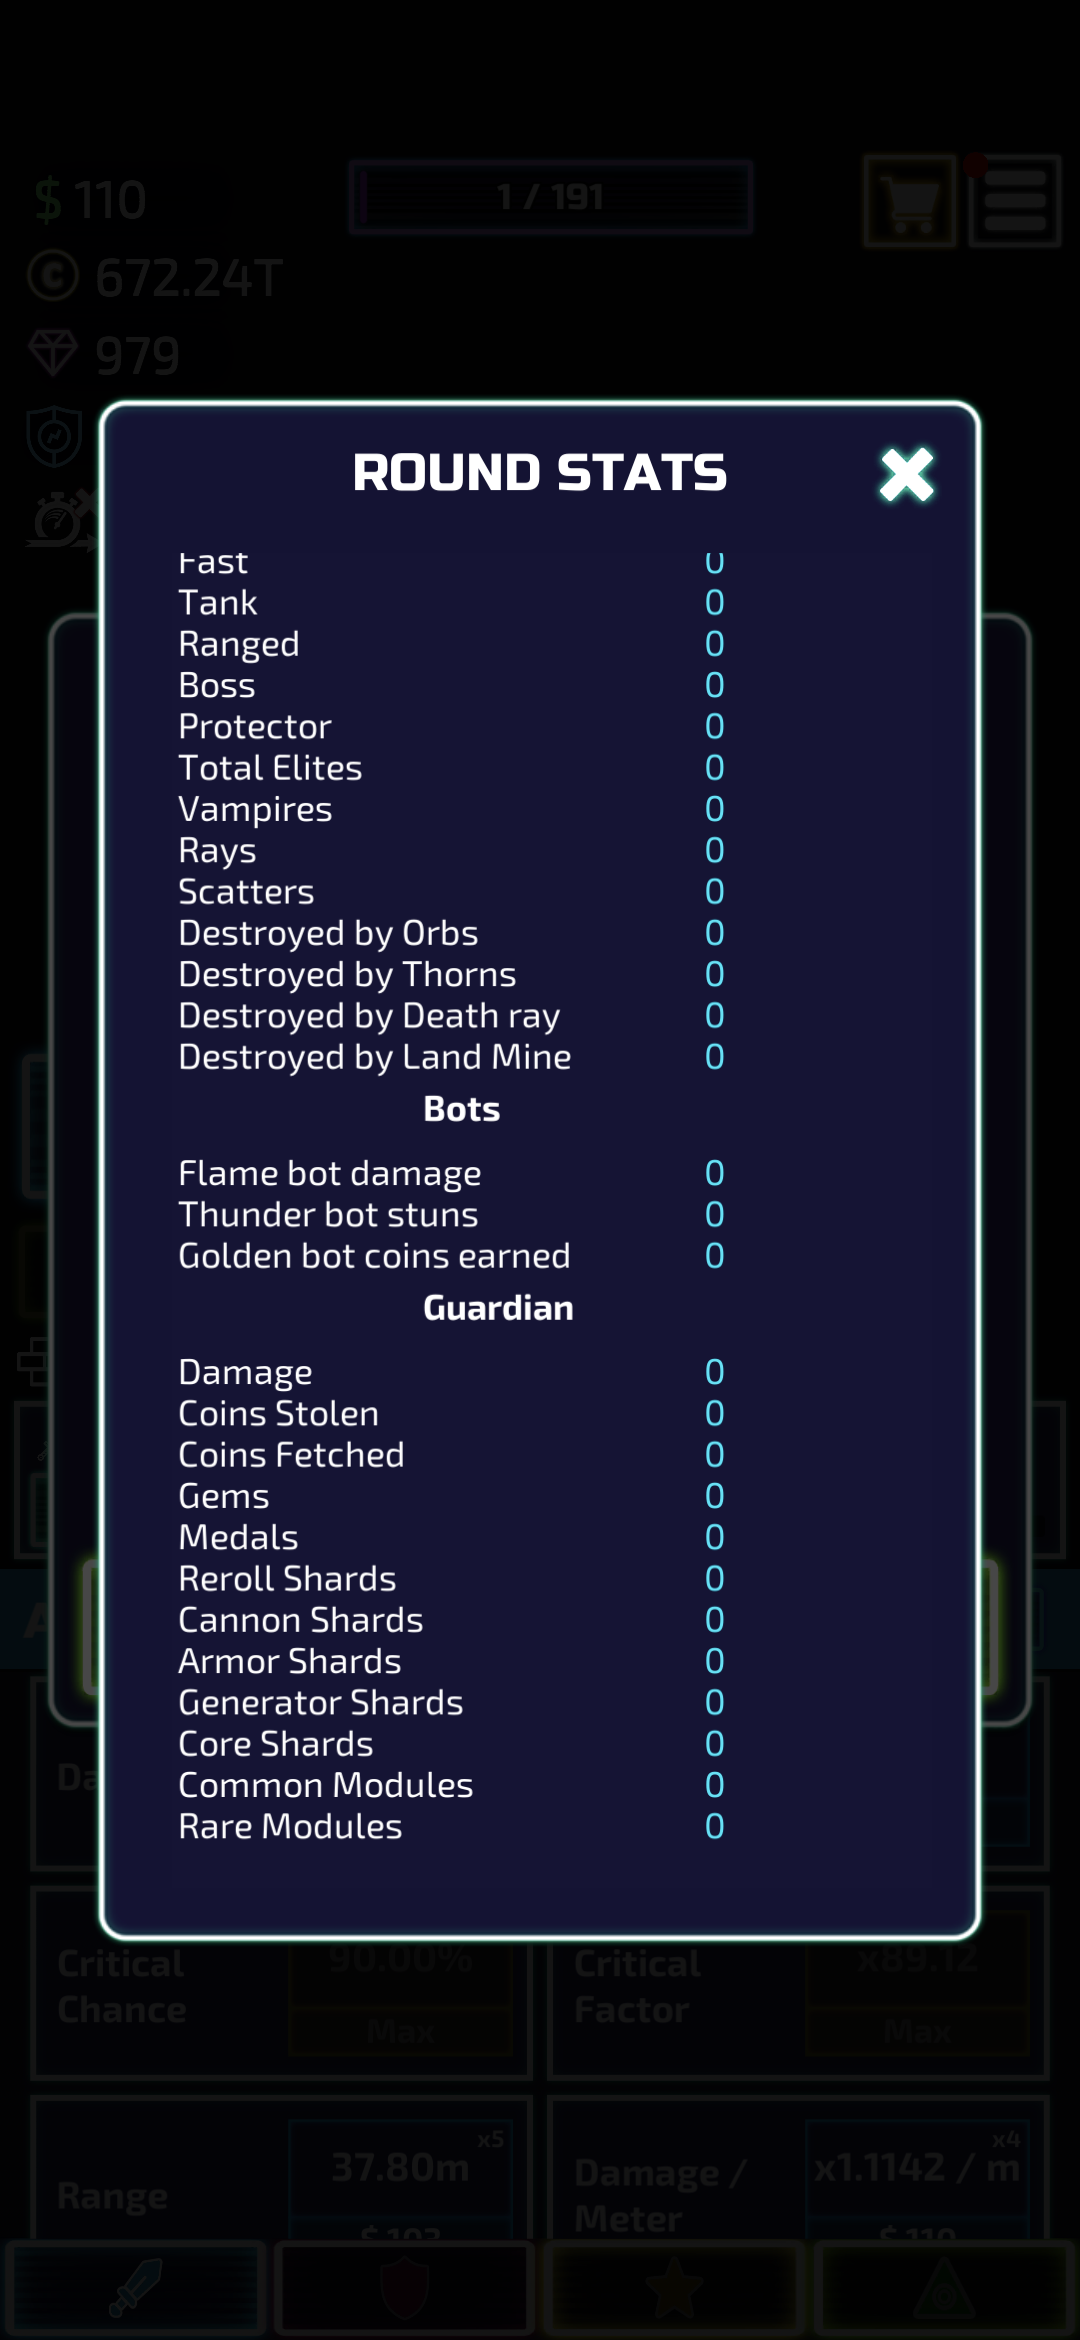 $ 110
1 / 191
C 672.24T
979
ROUND STATS
Fast 0
Tank 0
Ranged 0
Boss 0
Protector 0
Total Elites 0
Vampires 0
Rays 0
Scatters 0
Destroyed by Orbs 0
Destroyed by Thorns 0
Destroyed by Death ray 0
Destroyed by Land Mine 0
Bots
Flame bot damage 0
Thunder bot stuns 0
Golden bot coins earned 0
Guardian
Damage 0
Coins Stolen 0
Coins Fetched 0
Gems 0
Medals 0
Reroll Shards 0
Cannon Shards 0
Armor Shards 0
Generator Shards 0
Core Shards 0
Common Modules 0
Rare Modules 0
Critical Chance 90.00% Max
Critical Factor x89.12 Max
Range 37.80m x5
Damage / Meter x1.1142 / m x4